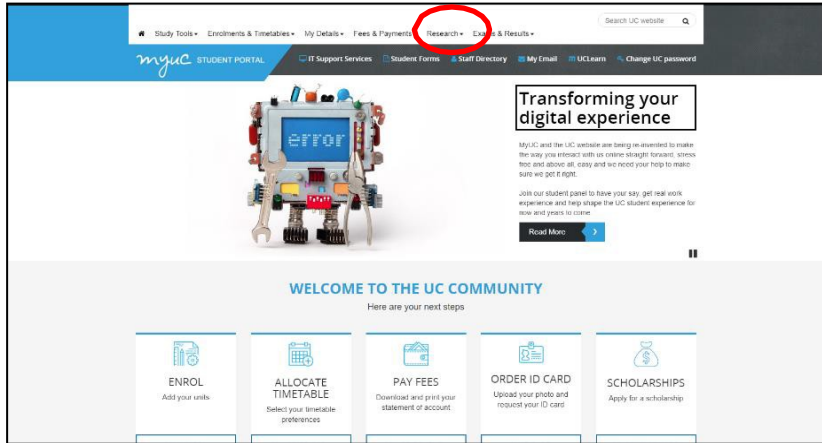 Search UC website
Study Tools Enrolments & Timetables My Details Fees & Payments Research Exams & Results
myuc STUDENT PORTAL IT Support Services Student Forms Staff Directory My Email UCLearn Change UC password
error
Transforming your
digital experience
MyUC and the UC website are being re-invented to make
the way you interact with us online straight forward, stress
free and above all, easy and we need your help to make
sure we get it right.
Join our student panel to have your say, get real work
experience and help shape the UC student experience for
now and years to come
Read More
WELCOME TO THE UC COMMUNITY
Here are your next steps
ENROL
Add your units
ALLOCATE
TIMETABLE
Select your timetable
preferences
PAY FEES
Download and print your
statement of account
ORDER ID CARD
Upload your photo and
request your ID card
SCHOLARSHIPS
Apply for a scholarship